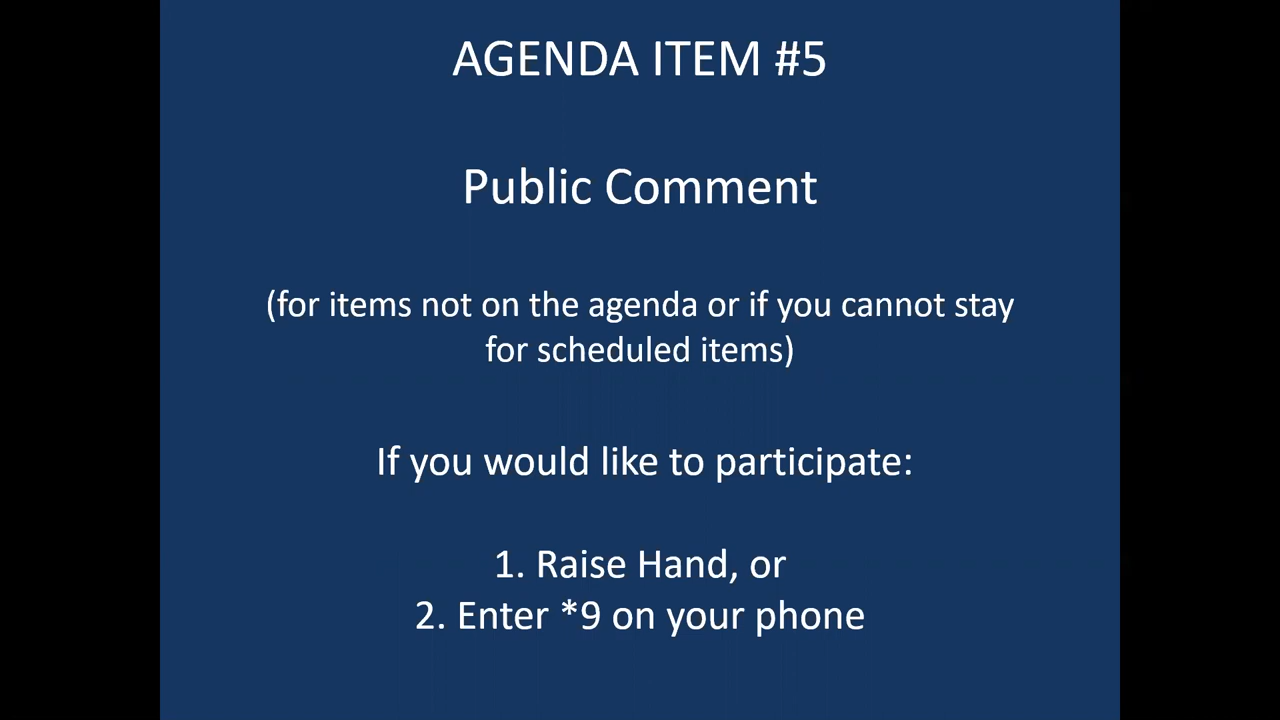 AGENDA ITEM #5
Public Comment
(for items not on the agenda or if you cannot stay
for scheduled items)
If you would like to participate:
1. Raise Hand, or
2. Enter *9 on your phone